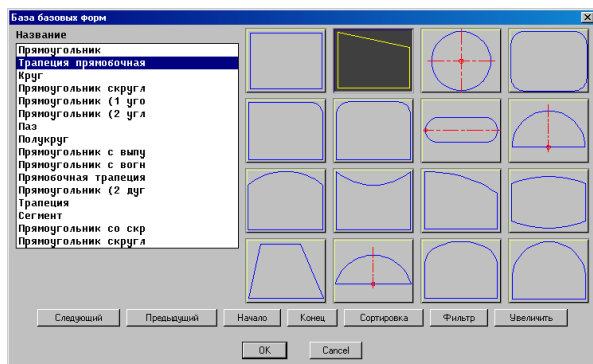 База базовых форм
Название
Прямоугольник
Трапеция прямобочная
Круг
Прямоугольник скругл
Прямоугольник (1 уго
Прямоугольник (2 угл
Паз
Полукруг
Прямоугольник с выпу
Прямоугольник с вогн
Прямобочная трапеция
Прямоугольник (2 дуг
Трапеция
Сегмент
Прямоугольник со скр
Прямоугольник скругл
Следующий Предыдущий Начало Конец Сортировка Фильтр Увеличить
OK Cancel